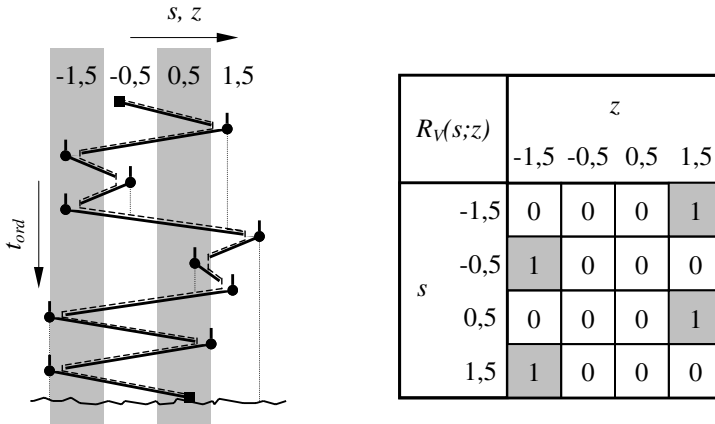 s, z
-1,5 -0,5 0,5 1,5
t_ord
R_V(s;z)
z
-1,5 -0,5 0,5 1,5
s
-1,5 0 0 0 1
-0,5 1 0 0 0
0,5 0 0 0 1
1,5 1 0 0 0